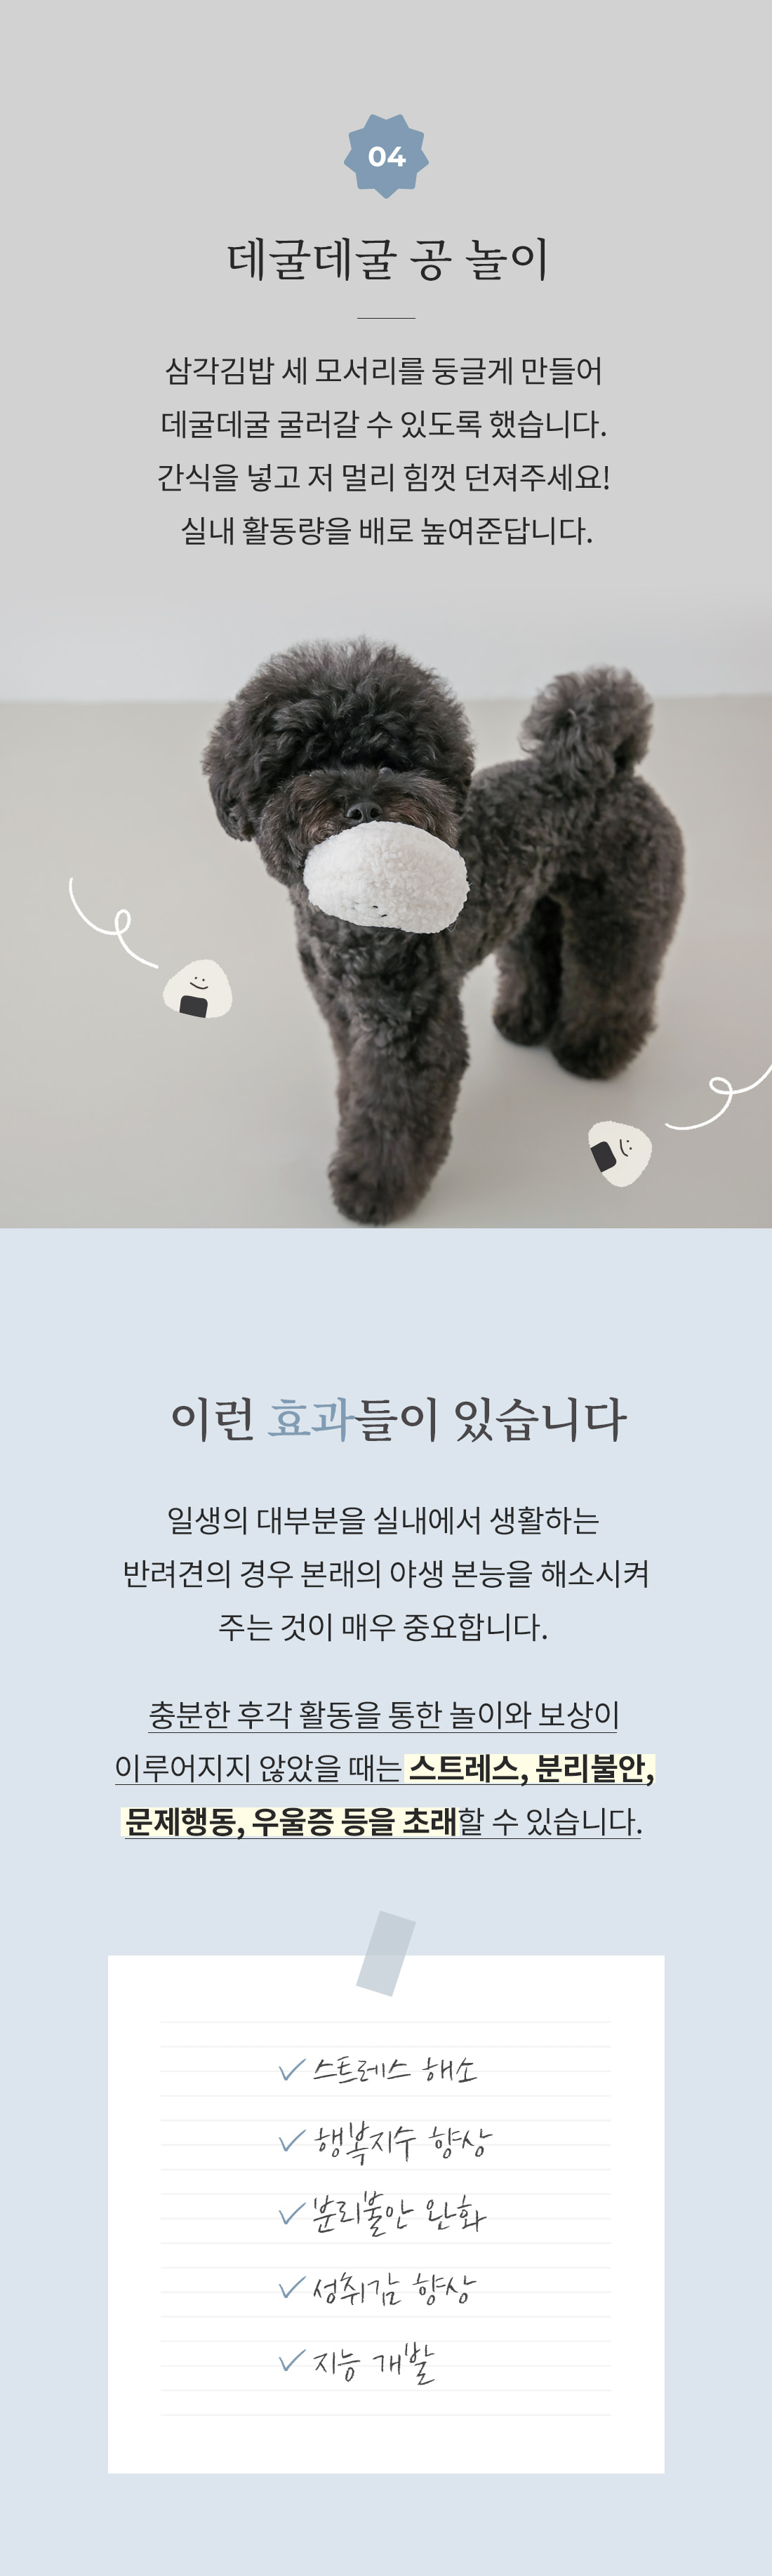 04
데굴데굴 공 놀이
삼각김밥 세 모서리를 둥글게 만들어
데굴데굴 굴러갈 수 있도록 했습니다.
간식을 넣고 저 멀리 힘껏 던져주세요!
실내 활동량을 배로 높여준답니다.
이런 효과들이 있습니다
일생의 대부분을 실내에서 생활하는
반려견의 경우 본래의 야생 본능을 해소시켜
주는 것이 매우 중요합니다.
충분한 후각 활동을 통한 놀이와 보상이
이루어지지 않았을 때는 스트레스, 분리불안,
문제행동, 우울증 등을 초래할 수 있습니다.
스트레스 해소
행복지수 향상
분리불안 완화
성취감 향상
지능 개발